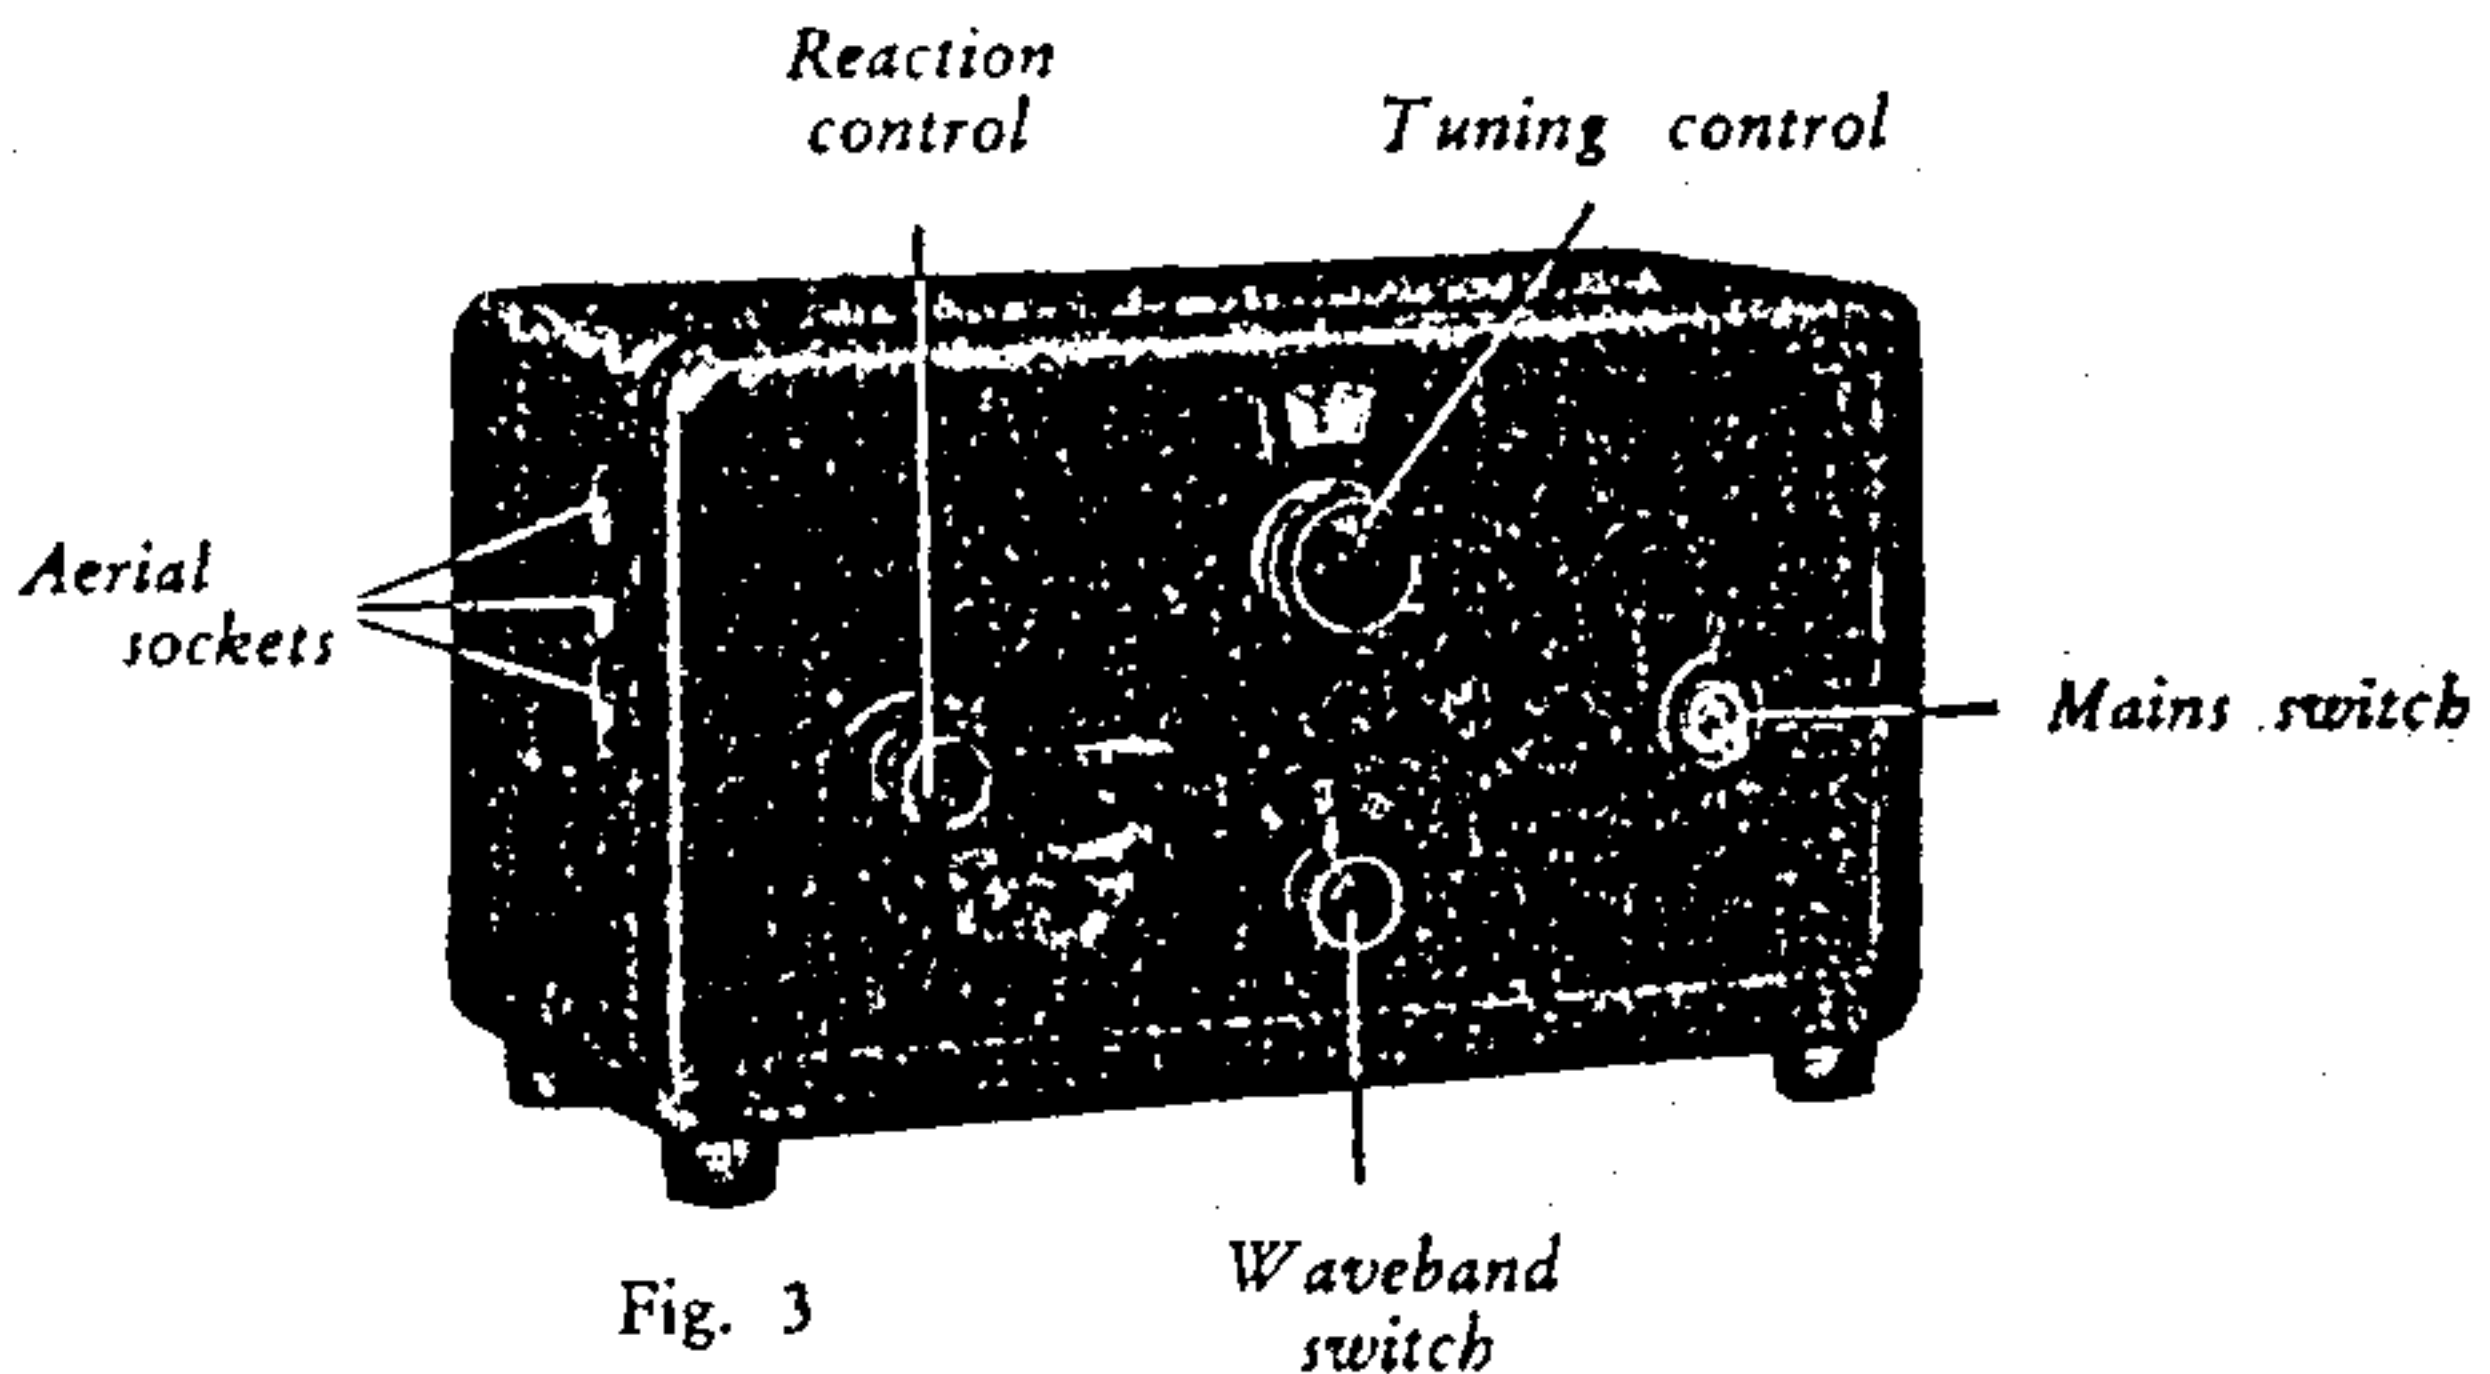 Reaction
control
Tuning control
Aerial
sockets
Mains switch
Waveband
switch
Fig. 3